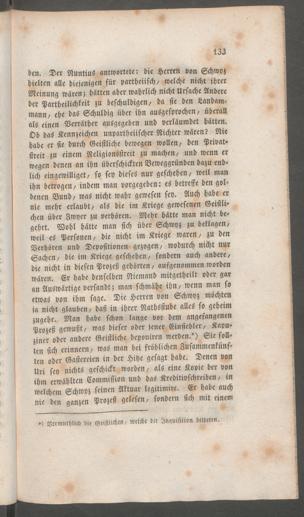 133
ben. Der Nuntius antwortete: die Herren von Schwyz
hielten alle diejenigen für partheiisch, welche nicht ihrer
Meinung wären; hätten aber wahrlich nicht Ursache Andere
der Partheilichkeit zu beschuldigen, da sie den Landam-
mann, ehe das Schuldig über ihn ausgesprochen, überall
als einen Verräther ausgegeben und verläumdet hätten.
Ob das Kennzeichen unpartheiischer Richter wären? Nie
habe er sie durch Geistliche bewegen wollen, den Privat-
streit zu einem Religionsstreit zu machen, und wenn er
wegen denen an ihn überschickten Beweggründen dazu end-
lich eingewilligt, so sey dieses nur geschehen, weil man
ihn betrogen, indem man vorgegeben: es betreffe den gol-
denen Bund, was nicht wahr gewesen sey. Auch habe er
nie mehr erlaubt, als die im Kriege gewesenen Geistli-
chen über Zwyer zu verhören. Mehr hätte man nicht be-
gehrt. Wohl hätte man sich über Schwyz zu beklagen,
weil es Personen, die nicht im Kriege waren, zu den
Verhören und Depositionen gezogen, wodurch nicht nur
Sachen, die im Kriege geschehen, sondern auch andere,
die nicht in diesen Prozeß gehörten, aufgenommen worden
wären. Er habe denselben Niemand mitgetheilt oder gar
an Auswärtige versandt; man schmähe ihn, wenn man so
etwas von ihm sage. Die Herren von Schwyz möchten
ja nicht glauben, daß in ihrer Rathsstube alles so geheim
zugehe. Man habe schon lange vor dem angefangenen
Prozeß gewußt, was dieser oder jener Einsiedler, Kapu-
ziner oder andere Geistliche deponiren werden.*) Sie soll-
ten sich erinnern, was man bei fröhlichen Zusammenkünf-
ten oder Gastereien in der Hitze gesagt habe. Denen von
Uri sey nichts geschickt worden, als eine Kopie der von
ihm erwählten Commission und das Kreditivschreiben, in
welchem Schwyz seinen Aktuar legitimire. Er habe auch
nie den ganzen Prozeß gelesen, sondern sich mit einem
*) Vermuthlich die Geistlichen, welche die Inquisition besassen.